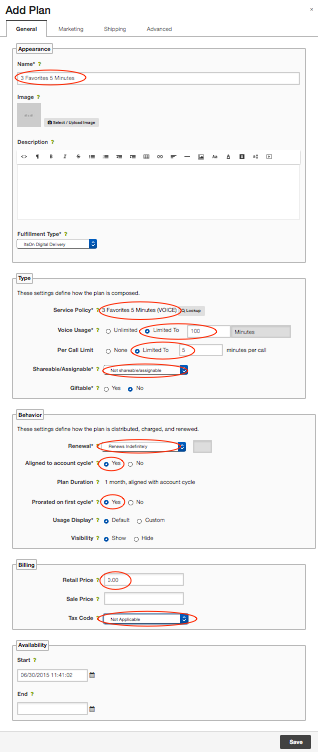 Add Plan
×
General Marketing Shipping Advanced
Appearance
Name* ?
3 Favorites 5 Minutes
Image ?
Select / Upload Image
Description ?
Fulfillment Type* ?
ItsOn Digital Delivery
Type
These settings define how the plan is composed.
Service Policy* ? 3 Favorites 5 Minutes (VOICE) Lookup
Voice Usage* ? Unlimited Limited To 100 Minutes
Per Call Limit ? None Limited To 5 minutes per call
Shareable/Assignable* ? Not shareable/assignable
Giftable* ? Yes No
Behavior
These settings define how the plan is distributed, charged, and renewed.
Renewal* ? Renews Indefinitely
Aligned to account cycle* ? Yes No
Plan Duration ? 1 month, aligned with account cycle
Prorated on first cycle* ? Yes No
Usage Display* ? Default Custom
Visibility ? Show Hide
Billing
Retail Price ? 3.00
Sale Price ?
Tax Code ? Not Applicable
Availability
Start ?
06/30/2015 11:41:02
End ?
Save